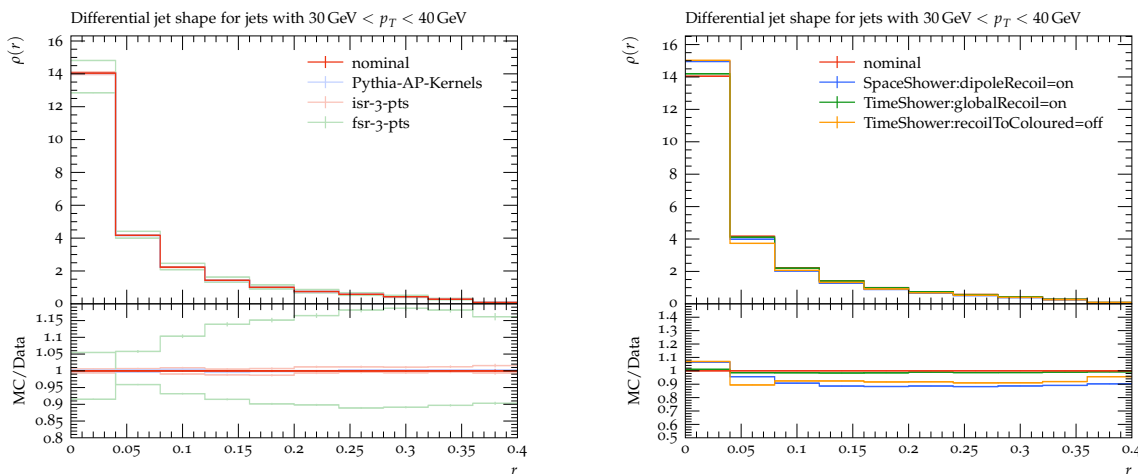 Differential jet shape for jets with 30 GeV < p_T < 40 GeV
ρ(r)
16
14
12
10
8
6
4
2
0
nominal
Pythia-AP-Kernels
isr-3-pts
fsr-3-pts
MC/Data
1.15
1.1
1.05
1
0.95
0.9
0.85
0.8
0 0.05 0.1 0.15 0.2 0.25 0.3 0.35 0.4
r
Differential jet shape for jets with 30 GeV < p_T < 40 GeV
ρ(r)
16
14
12
10
8
6
4
2
0
nominal
SpaceShower:dipoleRecoil=on
TimeShower:globalRecoil=on
TimeShower:recoilToColoured=off
MC/Data
1.4
1.3
1.2
1.1
1.0
0.9
0.8
0.7
0.6
0.5
0 0.05 0.1 0.15 0.2 0.25 0.3 0.35 0.4
r